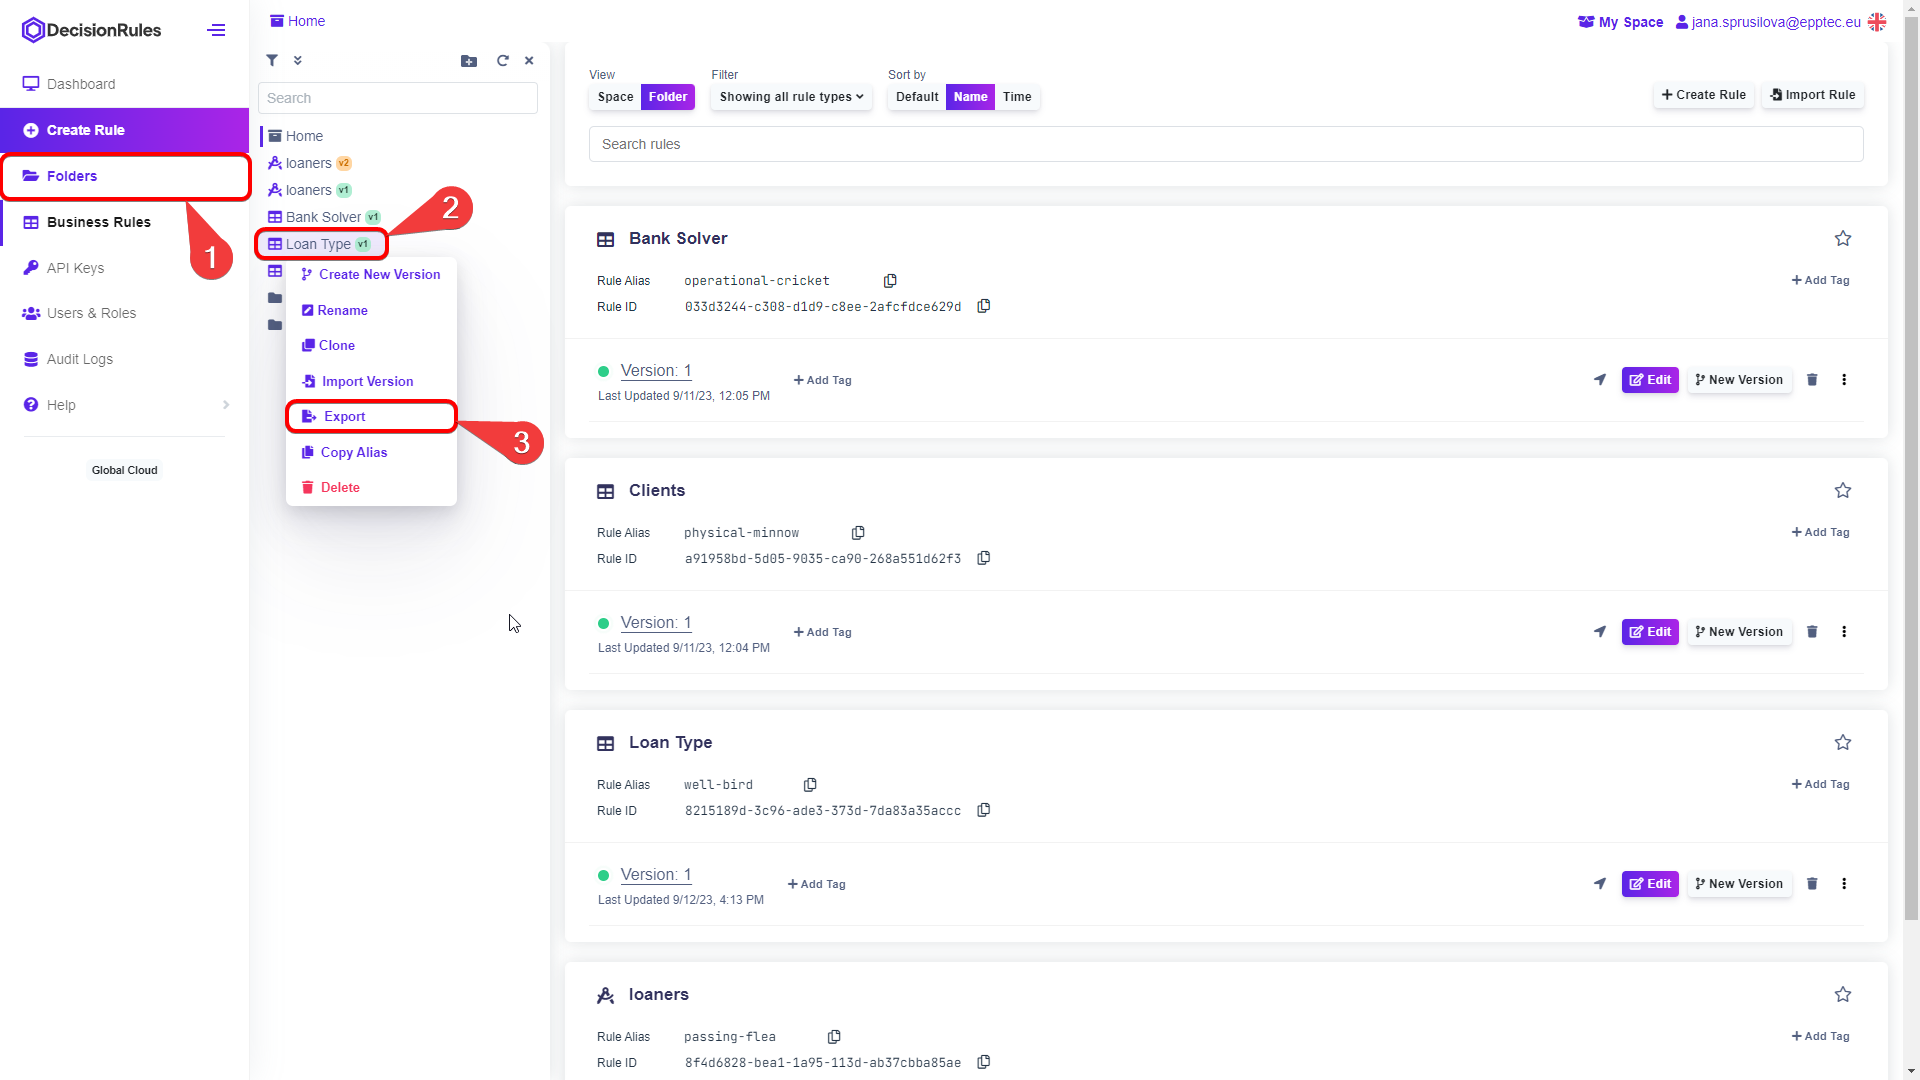 DecisionRules
Dashboard
Create Rule
Folders
Business Rules
API Keys
Users & Roles
Audit Logs
Help
Global Cloud
1
Home
Search
Home
loaners v2
loaners v1
Bank Solver v1
Loan Type v1
2
Create New Version
Rename
Clone
Import Version
Export
3
Copy Alias
Delete
My Space
jana.sprusilova@epptec.eu
View
Filter
Sort by
Space Folder
Showing all rule types
Default Name Time
Create Rule
Import Rule
Search rules
Bank Solver
Rule Alias operational-cricket
+ Add Tag
Rule ID 033d3244-c308-d1d9-c8ee-2afcfdce629d
Version: 1
+ Add Tag
Edit
New Version
Last Updated 9/11/23, 12:05 PM
Clients
Rule Alias physical-minnow
+ Add Tag
Rule ID a91958bd-5d05-9035-ca90-268a551d62f3
Version: 1
+ Add Tag
Edit
New Version
Last Updated 9/11/23, 12:04 PM
Loan Type
Rule Alias well-bird
+ Add Tag
Rule ID 8215189d-3c96-ade3-373d-7da83a35accc
Version: 1
+ Add Tag
Edit
New Version
Last Updated 9/12/23, 4:13 PM
loaners
Rule Alias passing-flea
+ Add Tag
Rule ID 8f4d6828-bea1-1a95-113d-ab37cbba85ae